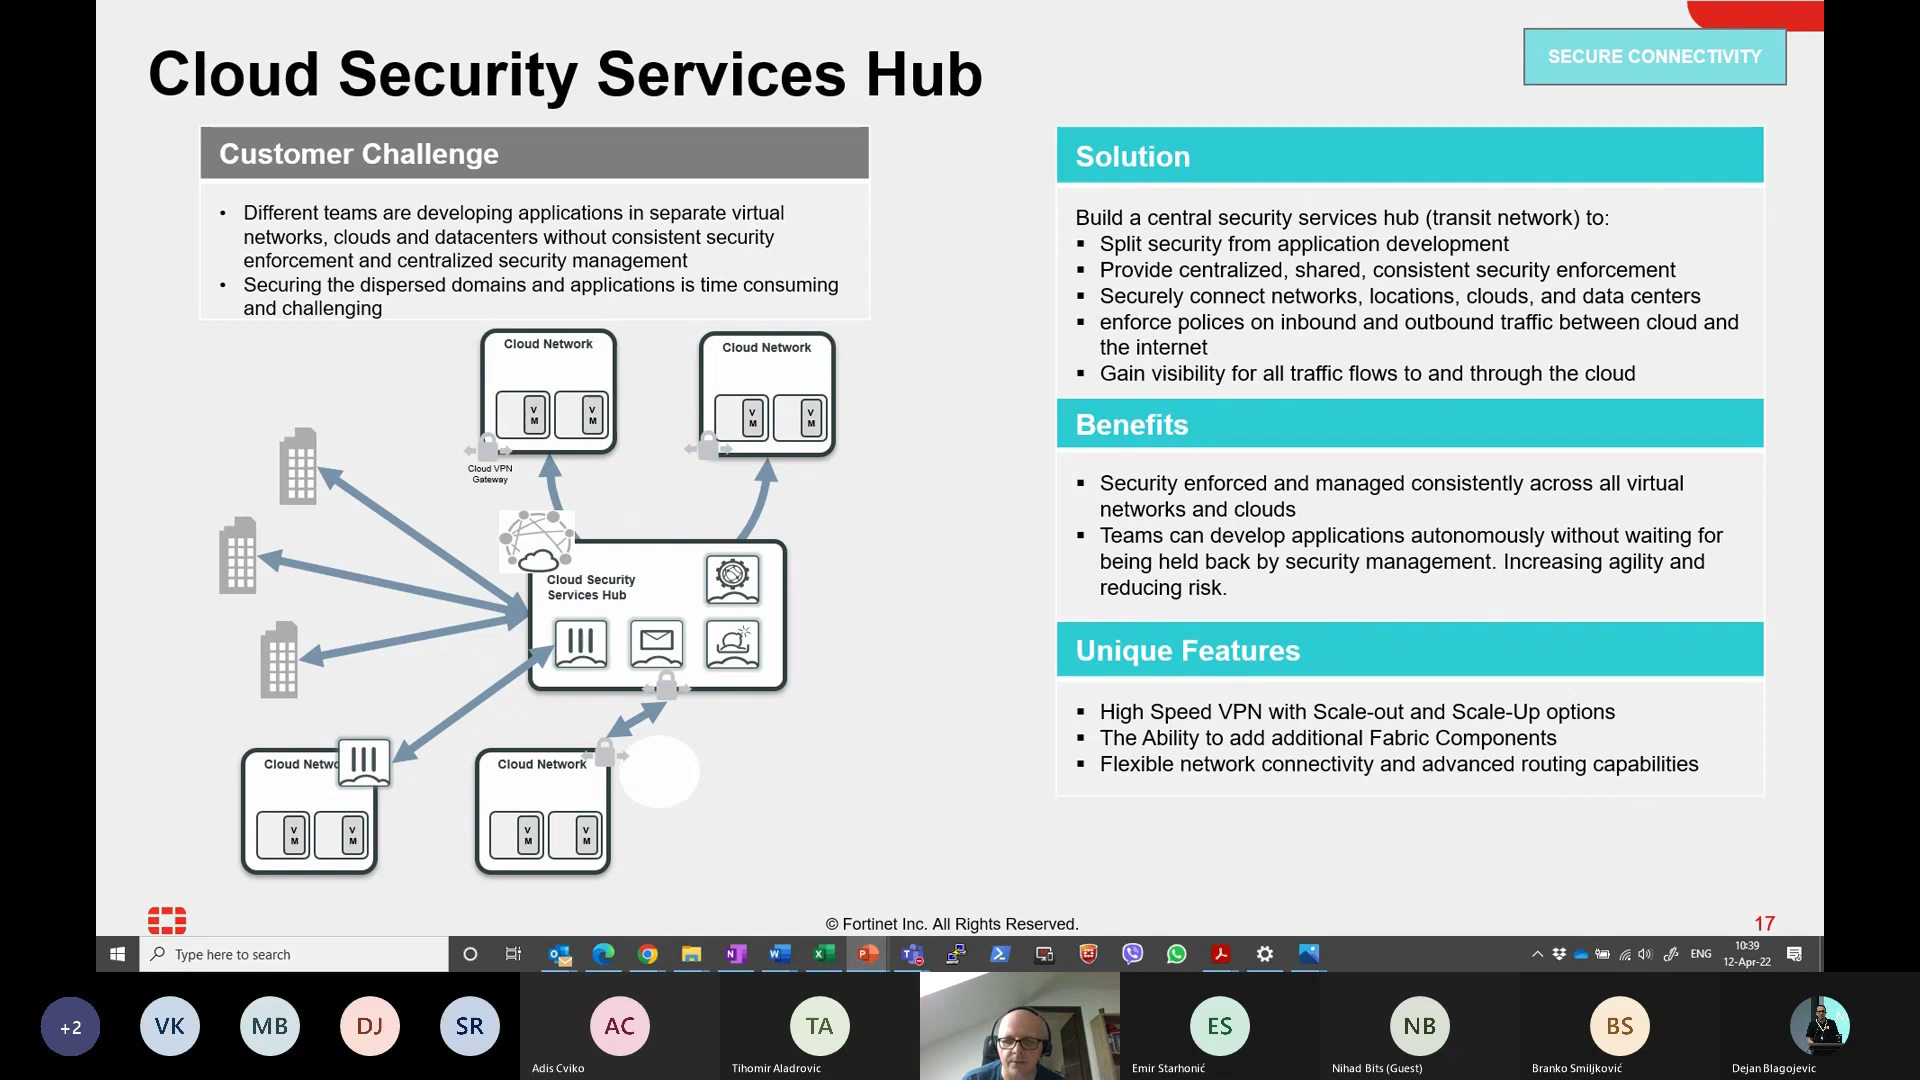 Cloud Security Services Hub
SECURE CONNECTIVITY
Customer Challenge
• Different teams are developing applications in separate virtual
networks, clouds and datacenters without consistent security
enforcement and centralized security management
• Securing the dispersed domains and applications is time consuming
and challenging
Cloud Network
V
M
V
M
Cloud VPN
Gateway
Cloud Network
V
M
V
M
Cloud Security
Services Hub
Cloud Netwo
V
M
V
M
Cloud Network
V
M
V
M
Solution
Build a central security services hub (transit network) to:
▪ Split security from application development
▪ Provide centralized, shared, consistent security enforcement
▪ Securely connect networks, locations, clouds, and data centers
▪ enforce polices on inbound and outbound traffic between cloud and
the internet
▪ Gain visibility for all traffic flows to and through the cloud
Benefits
▪ Security enforced and managed consistently across all virtual
networks and clouds
▪ Teams can develop applications autonomously without waiting for
being held back by security management. Increasing agility and
reducing risk.
Unique Features
▪ High Speed VPN with Scale-out and Scale-Up options
▪ The Ability to add additional Fabric Components
▪ Flexible network connectivity and advanced routing capabilities
© Fortinet Inc. All Rights Reserved.
17
Type here to search
ENG
10:39
12-Apr-22
+2
VK
MB
DJ
SR
AC
Adis Cviko
TA
Tihomir Aladrovic
ES
Emir Starhonić
NB
Nihad Bits (Guest)
BS
Branko Smiljković
Dejan Blagojevic